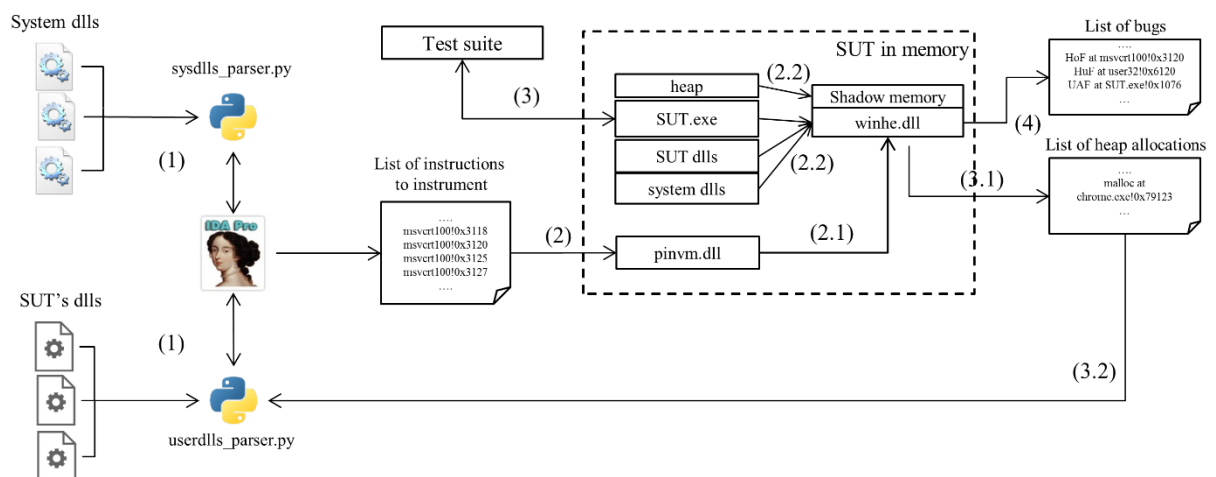 System dlls
sysdlls_parser.py
(1)
IDA Pro
SUT's dlls
(1)
userdlls_parser.py
List of instructions
to instrument
....
msvcrt100!0x3118
msvcrt100!0x3120
msvcrt100!0x3125
msvcrt100!0x3127
....
(2)
Test suite
(3)
SUT in memory
heap
SUT.exe
SUT dlls
system dlls
pinvm.dll
(2.2)
(2.2)
(2.1)
Shadow memory
winhe.dll
(4)
(3.1)
List of bugs
....
HoF at msvcrt100!0x3120
HuF at user32!0x6120
UAF at SUT.exe!0x1076
...
List of heap allocations
....
malloc at
chrome.exe!0x79123
...
(3.2)